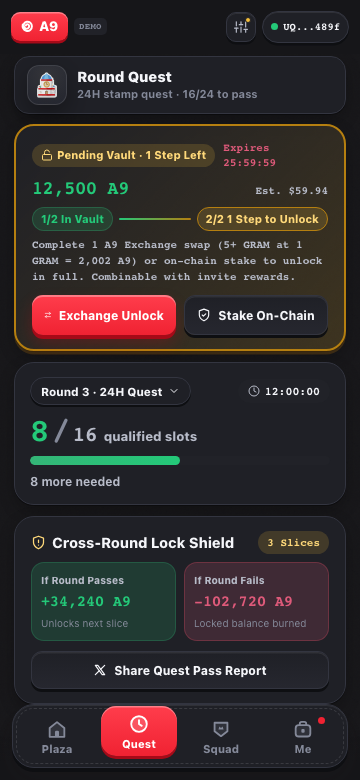 A9 DEMO UQ...489f
Round Quest
24H stamp quest · 16/24 to pass
Pending Vault · 1 Step Left Expires 25:59:59
12,500 A9 Est. $59.94
1/2 In Vault 2/2 1 Step to Unlock
Complete 1 A9 Exchange swap (5+ GRAM at 1
GRAM = 2,002 A9) or on-chain stake to unlock
in full. Combinable with invite rewards.
Exchange Unlock Stake On-Chain
Round 3 · 24H Quest 12:00:00
8 / 16 qualified slots
8 more needed
Cross-Round Lock Shield 3 Slices
If Round Passes If Round Fails
+34,240 A9 -102,720 A9
Unlocks next slice Locked balance burned
Share Quest Pass Report
Plaza Quest Squad Me